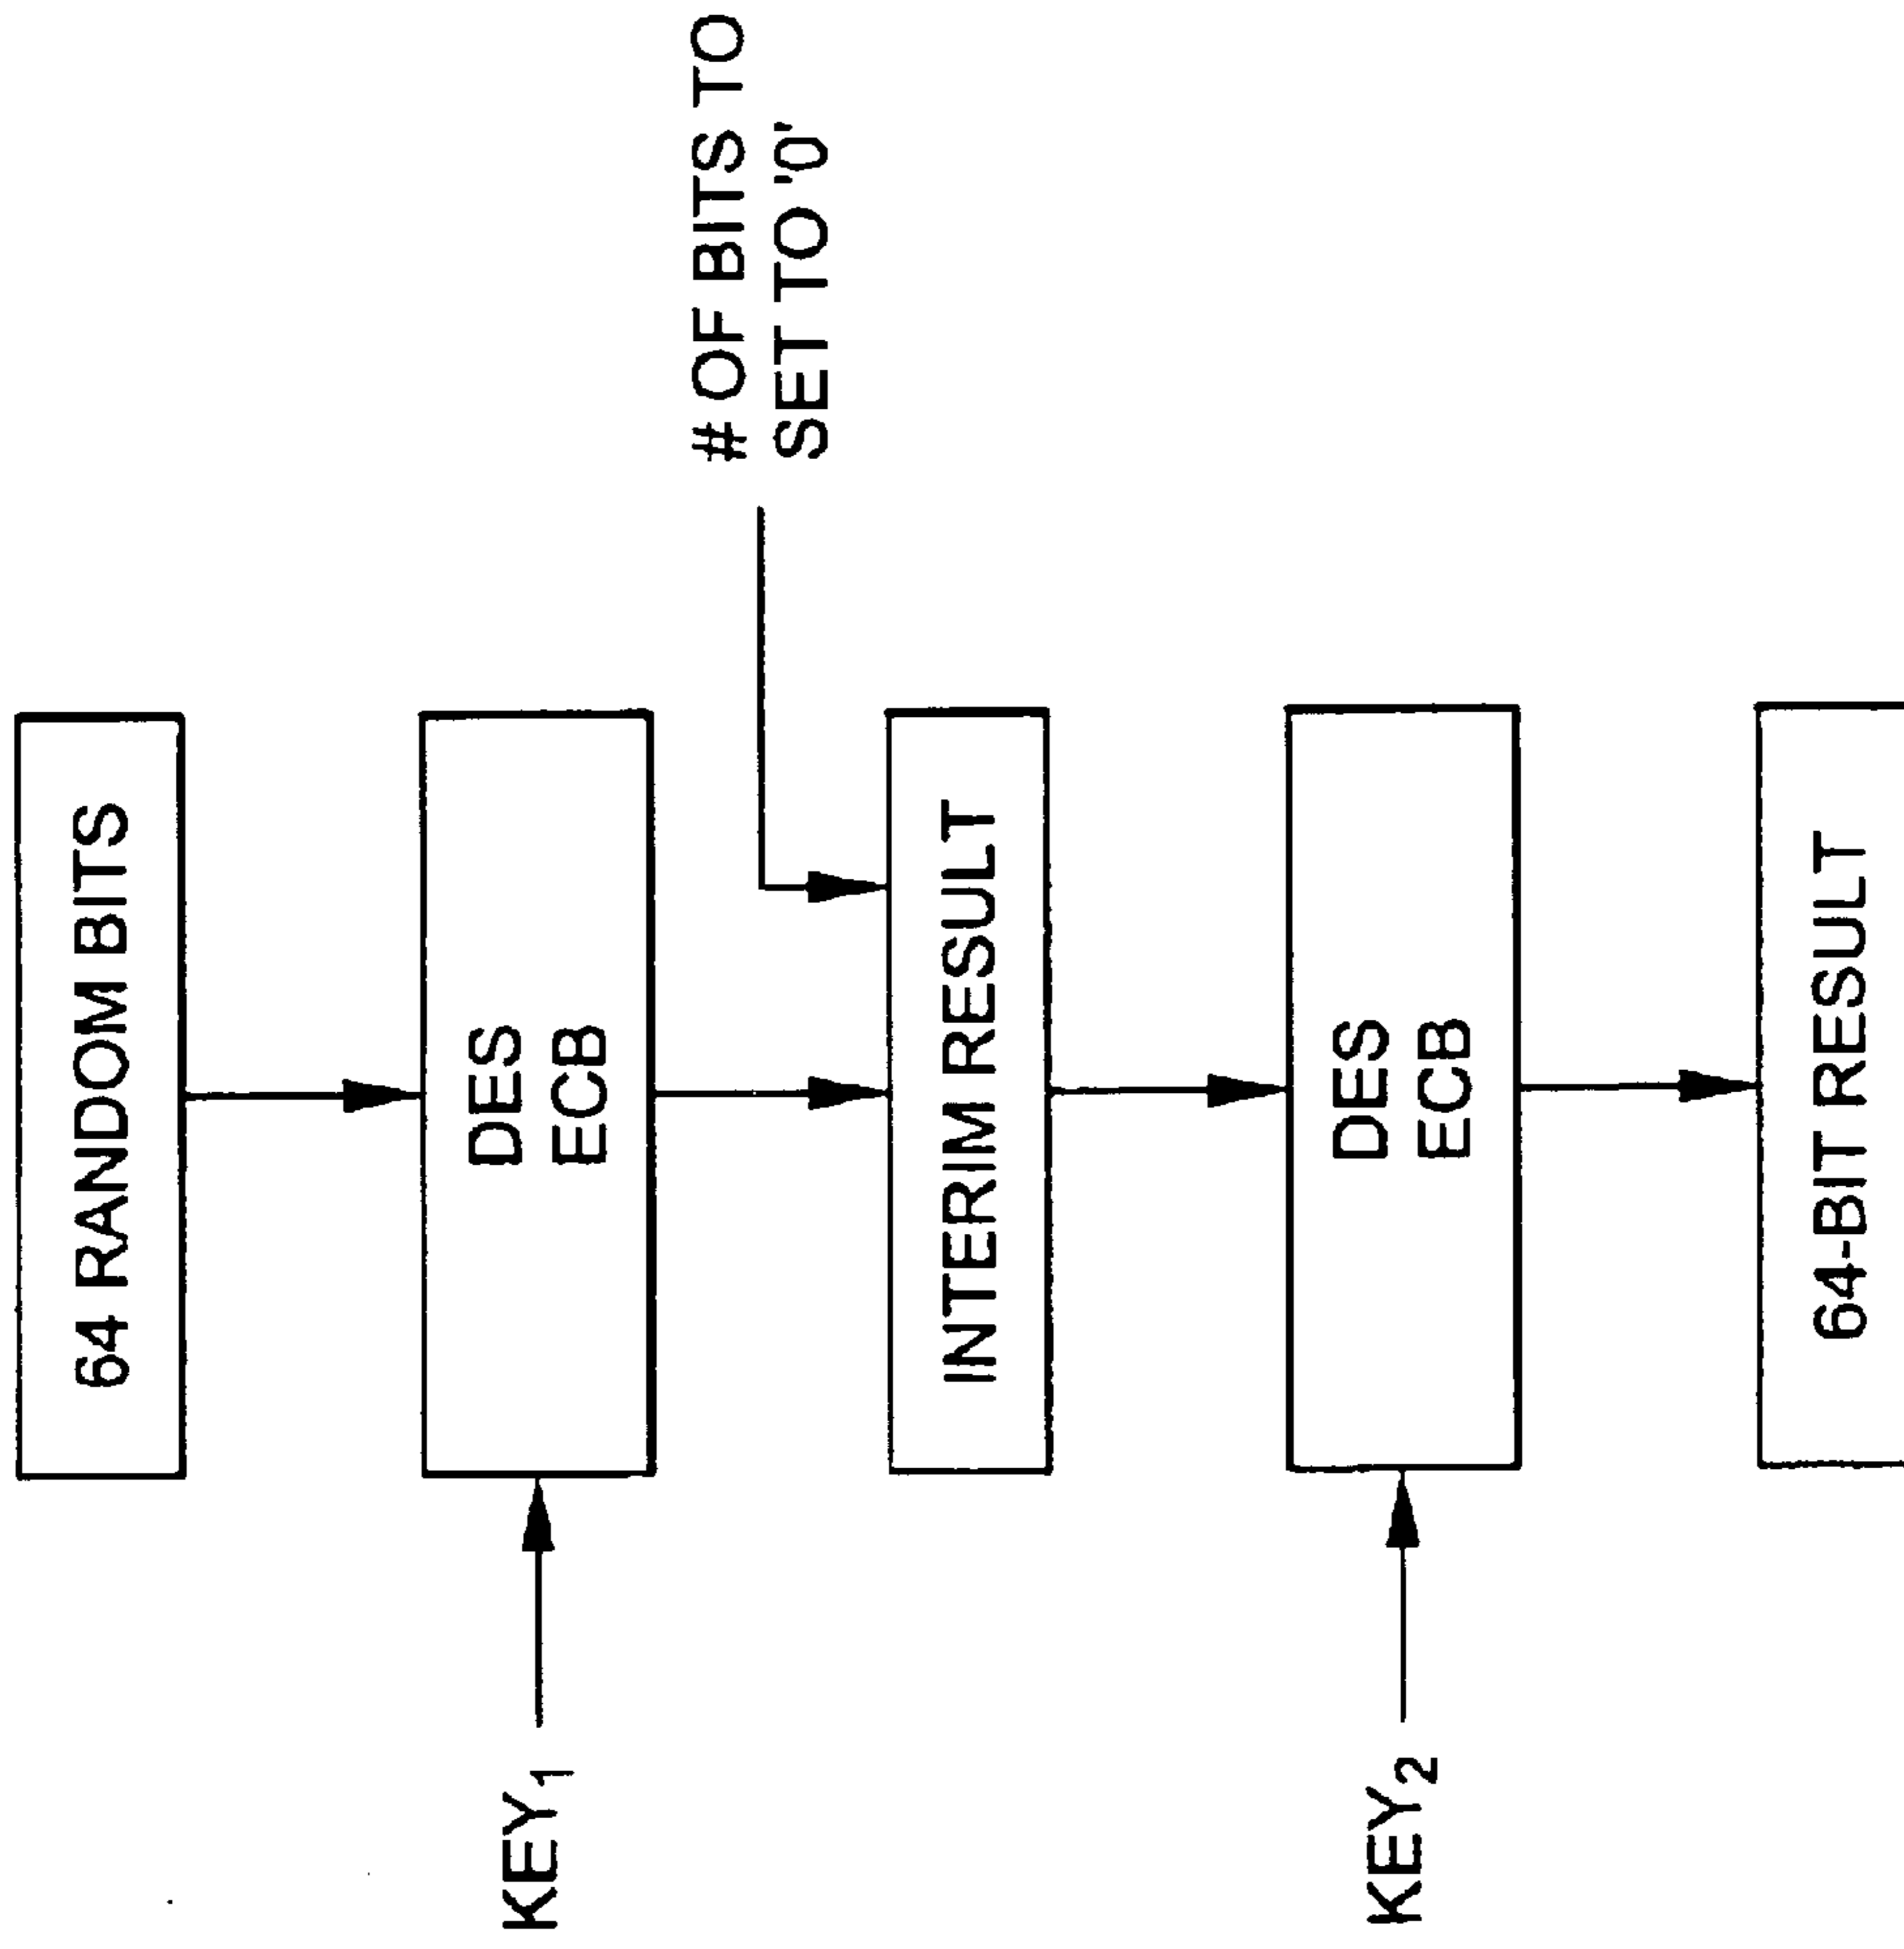 64 RANDOM BITS
KEY1
DES
ECB
# OF BITS TO
SET TO '0'
INTERIM RESULT
KEY2
DES
ECB
64-BIT RESULT